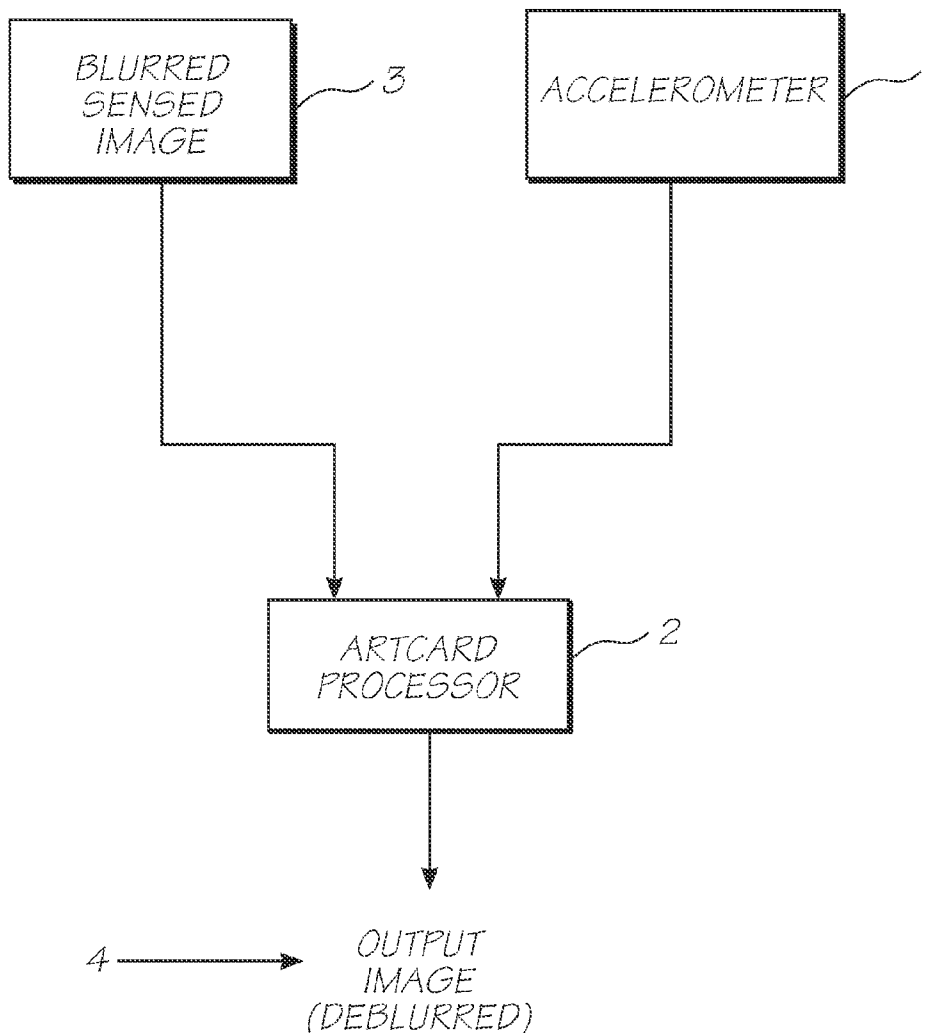 BLURRED
SENSED
IMAGE
3
ACCELEROMETER
ARTCARD
PROCESSOR
2
4
OUTPUT
IMAGE
(DEBLURRED)